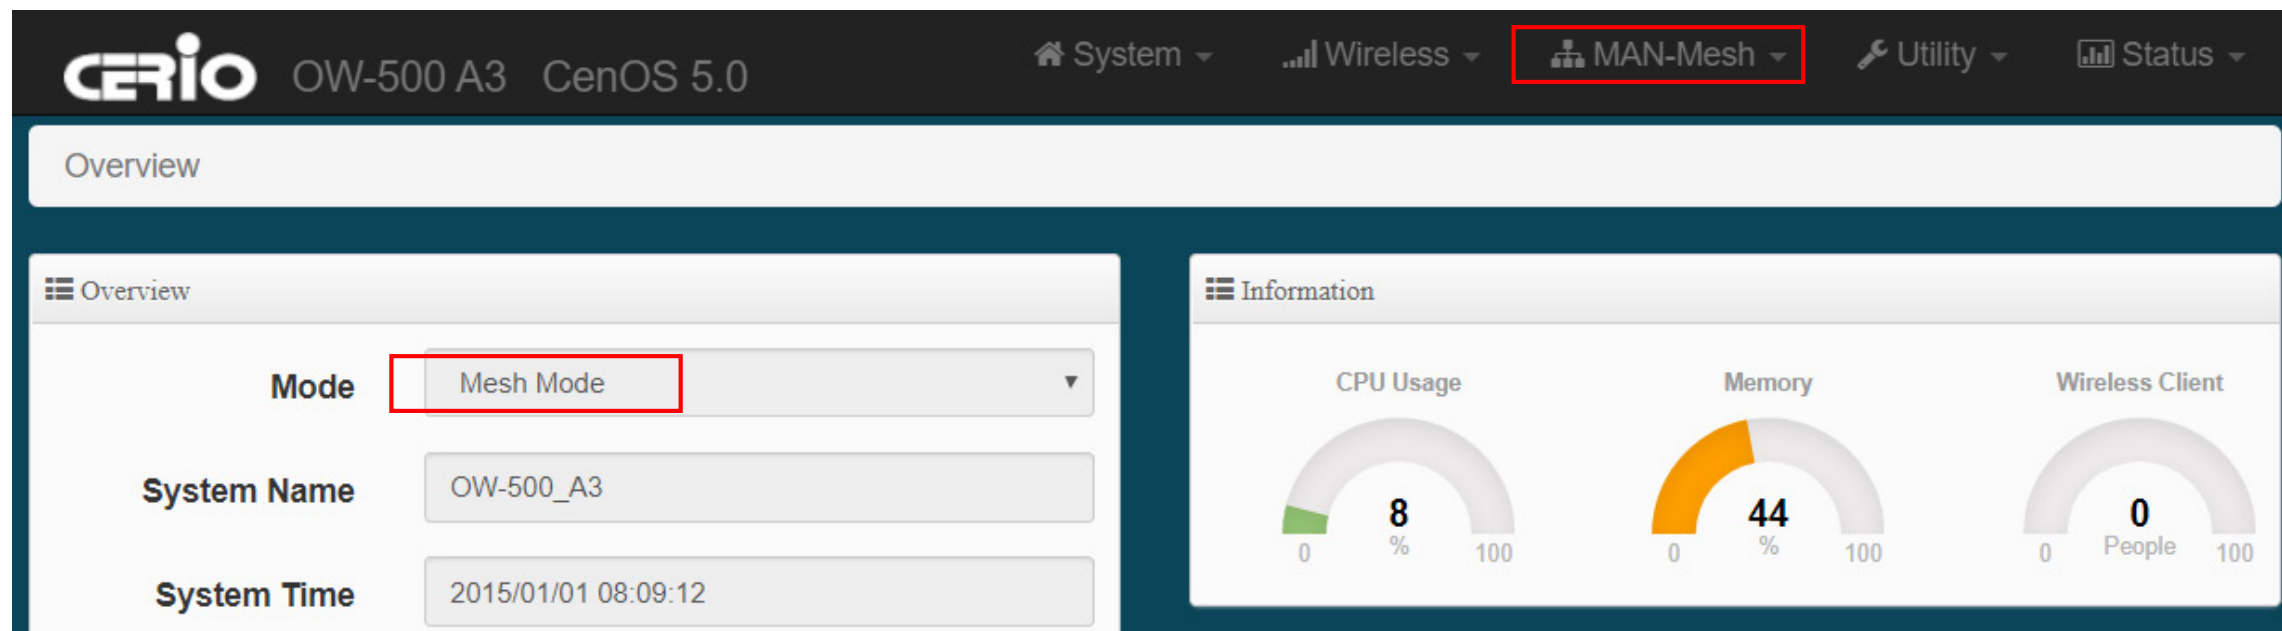 CERIO OW-500 A3 CenOS 5.0 System Wireless MAN-Mesh Utility Status
Overview
Overview
Mode Mesh Mode
System Name OW-500_A3
System Time 2015/01/01 08:09:12
Information
CPU Usage Memory Wireless Client
8 44 0
% % People
0 100 0 100 0 100